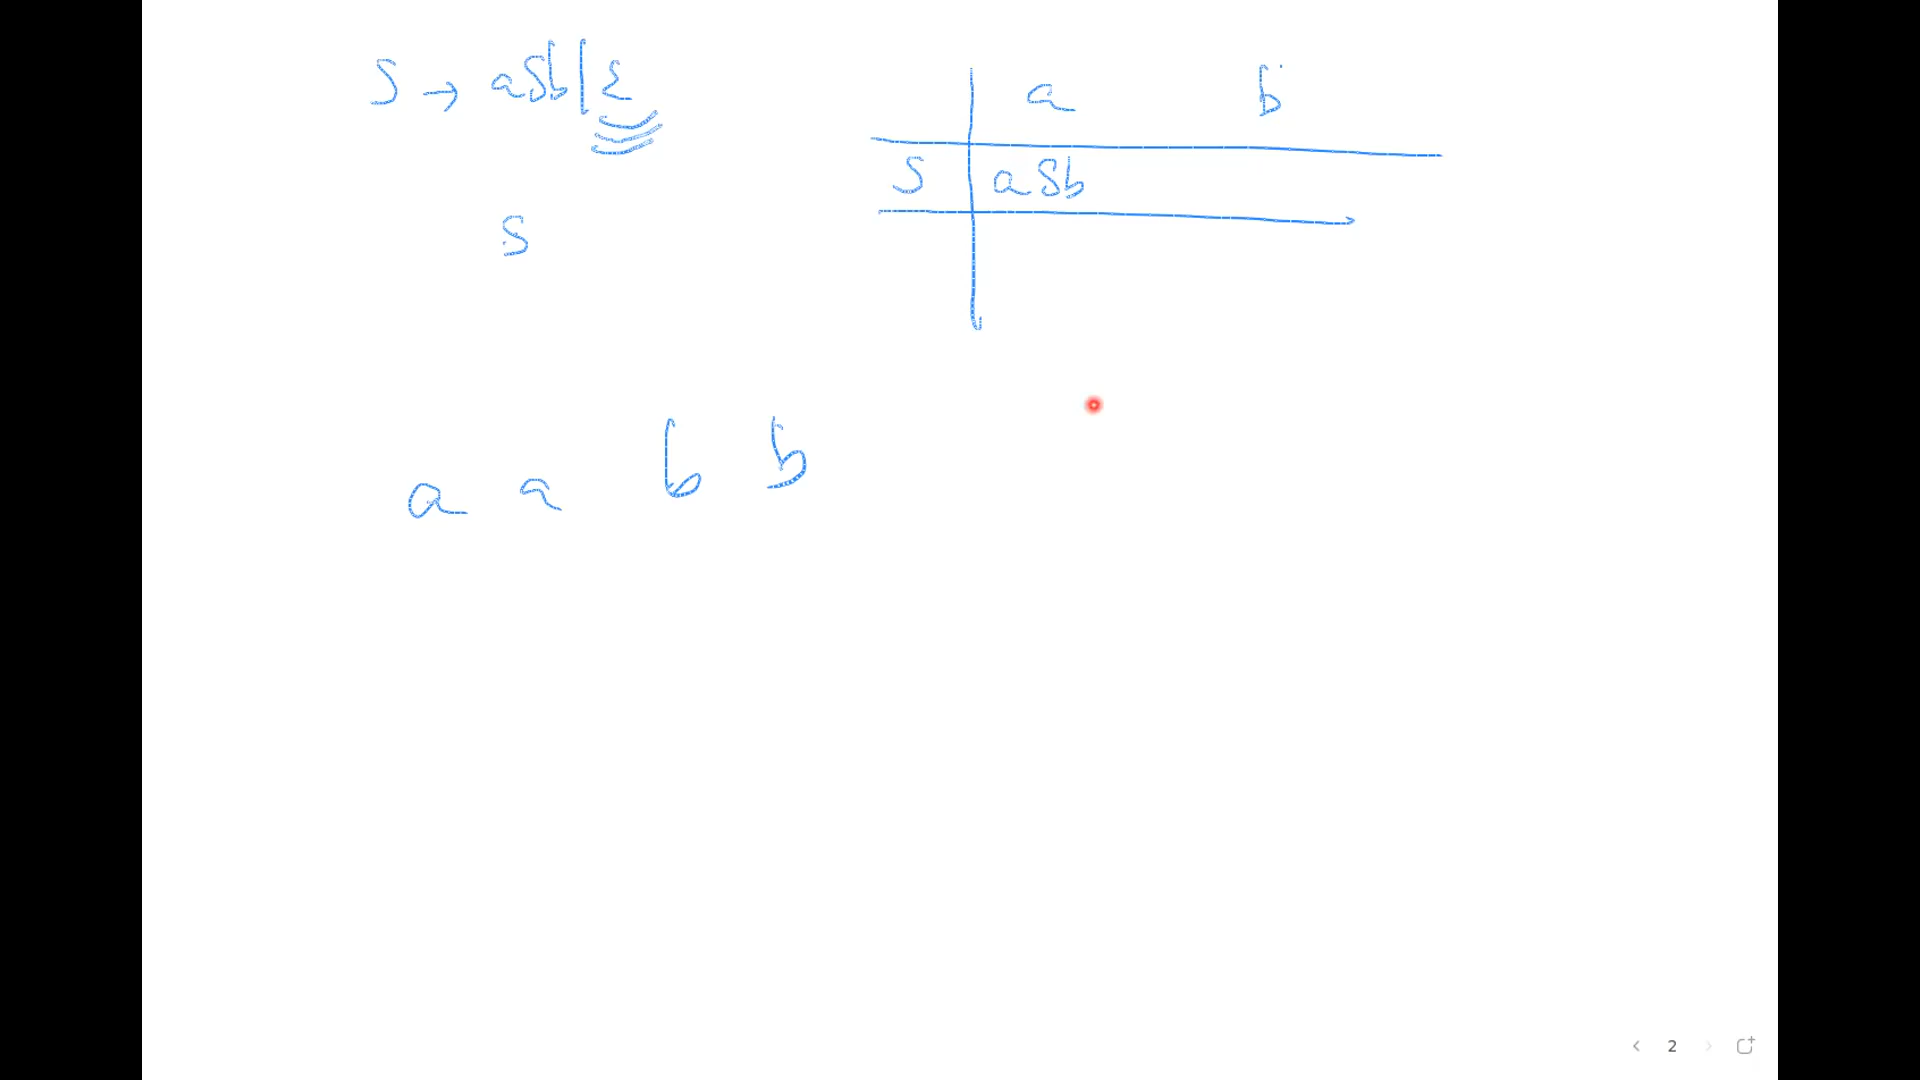 S → aSb | ε
a b
S aSb
S
a a b b
2